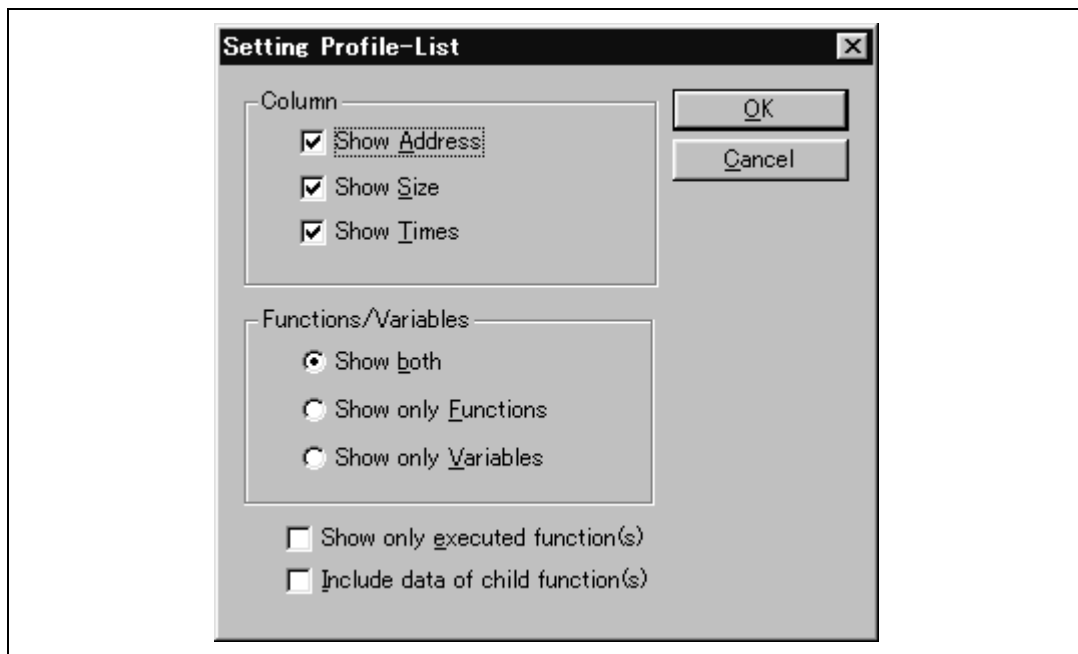 Setting Profile-List
Column
OK
Show Address
Cancel
Show Size
Show Times
Functions/Variables
Show both
Show only Functions
Show only Variables
Show only executed function(s)
Include data of child function(s)